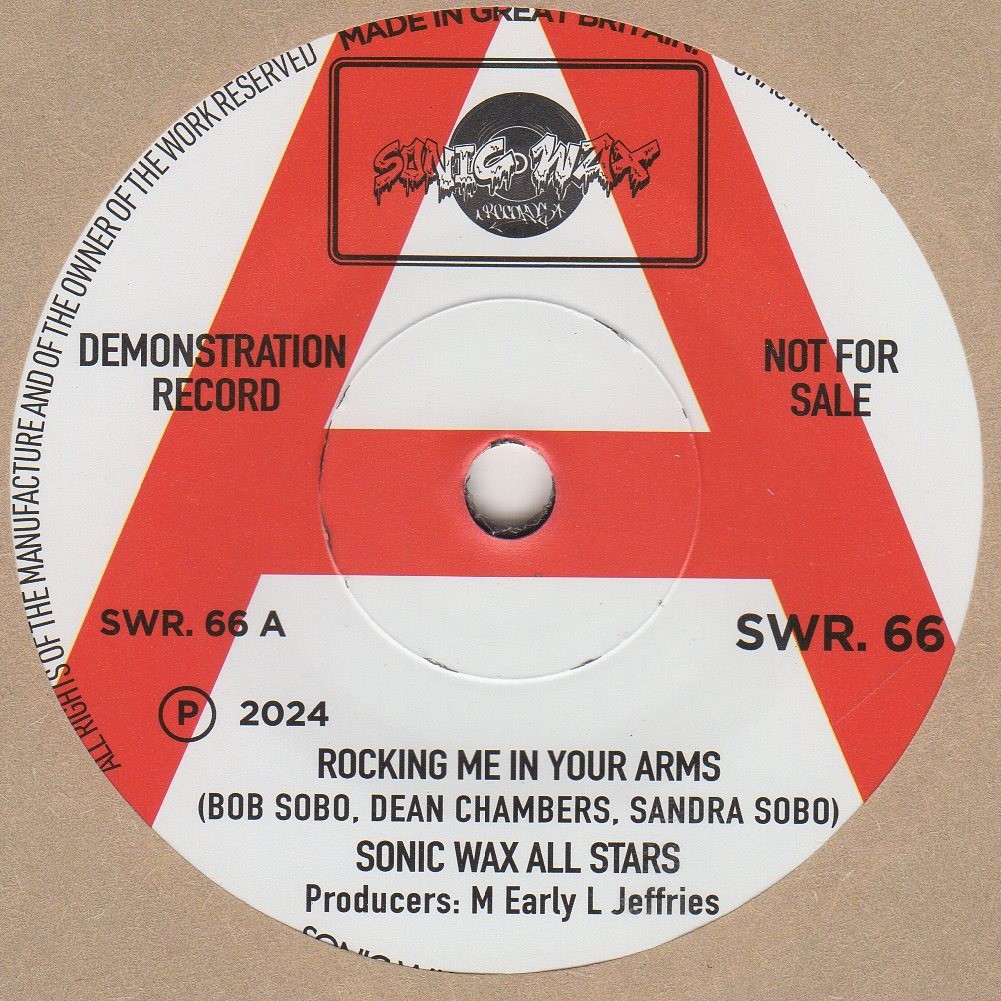 MADE IN GREAT BRITAIN.
ALL RIGHTS OF THE MANUFACTURE AND OF THE OWNER OF THE WORK RESERVED
SONIC WAX
RECORDS
DEMONSTRATION
RECORD
NOT FOR
SALE
SWR. 66 A
SWR. 66
P 2024
ROCKING ME IN YOUR ARMS
(BOB SOBO, DEAN CHAMBERS, SANDRA SOBO)
SONIC WAX ALL STARS
Producers: M Early L Jeffries